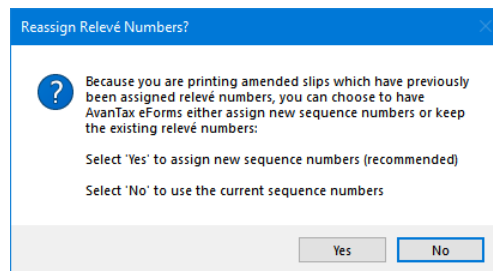 Reassign Relevé Numbers?
Because you are printing amended slips which have previously
been assigned relevé numbers, you can choose to have
AvanTax eForms either assign new sequence numbers or keep
the existing relevé numbers:
Select 'Yes' to assign new sequence numbers (recommended)
Select 'No' to use the current sequence numbers
Yes No